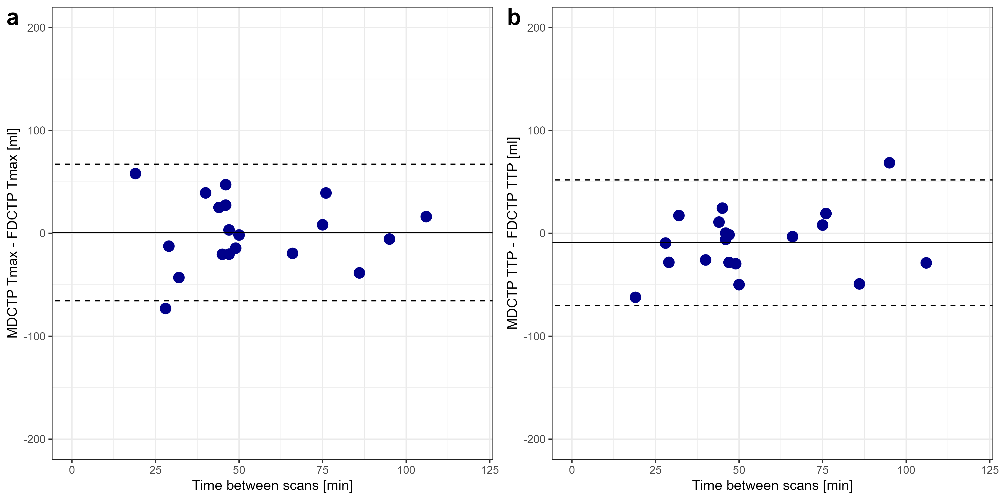 a
200
100
0
-100
-200
MDCTP Tmax - FDCTP Tmax [ml]
0 25 50 75 100 125
Time between scans [min]
b
200
100
0
-100
-200
MDCTP TTP - FDCTP TTP [ml]
0 25 50 75 100 125
Time between scans [min]